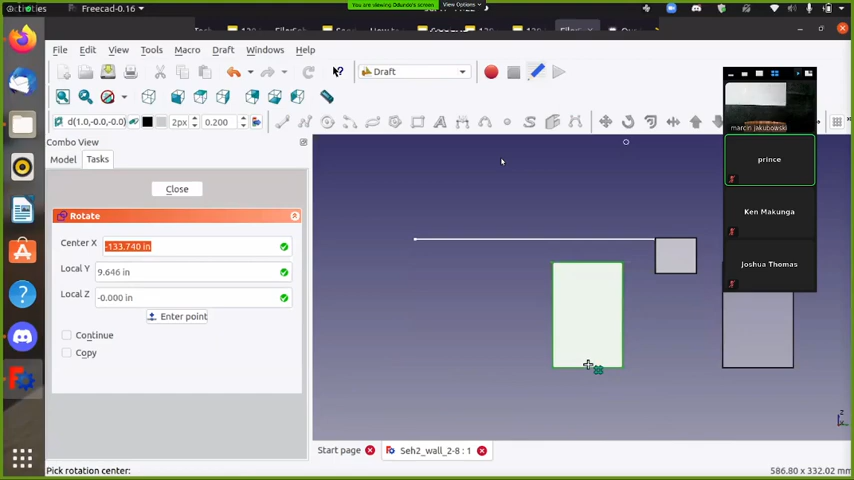 Freecad-0.16
You are viewing Odundo's screen
View Options
File Edit View Tools Macro Draft Windows Help
Draft
d(1.0,-0.0,-0.0)
2px
0.200
Combo View
Model Tasks
Close
Rotate
Center X
-133.740 in
Local Y
9.646 in
Local Z
-0.000 in
Enter point
Continue
Copy
marcin jakubowski
prince
Ken Makunga
Joshua Thomas
Start page
Seh2_wall_2-8 : 1
Pick rotation center:
586.80 x 332.02 mm